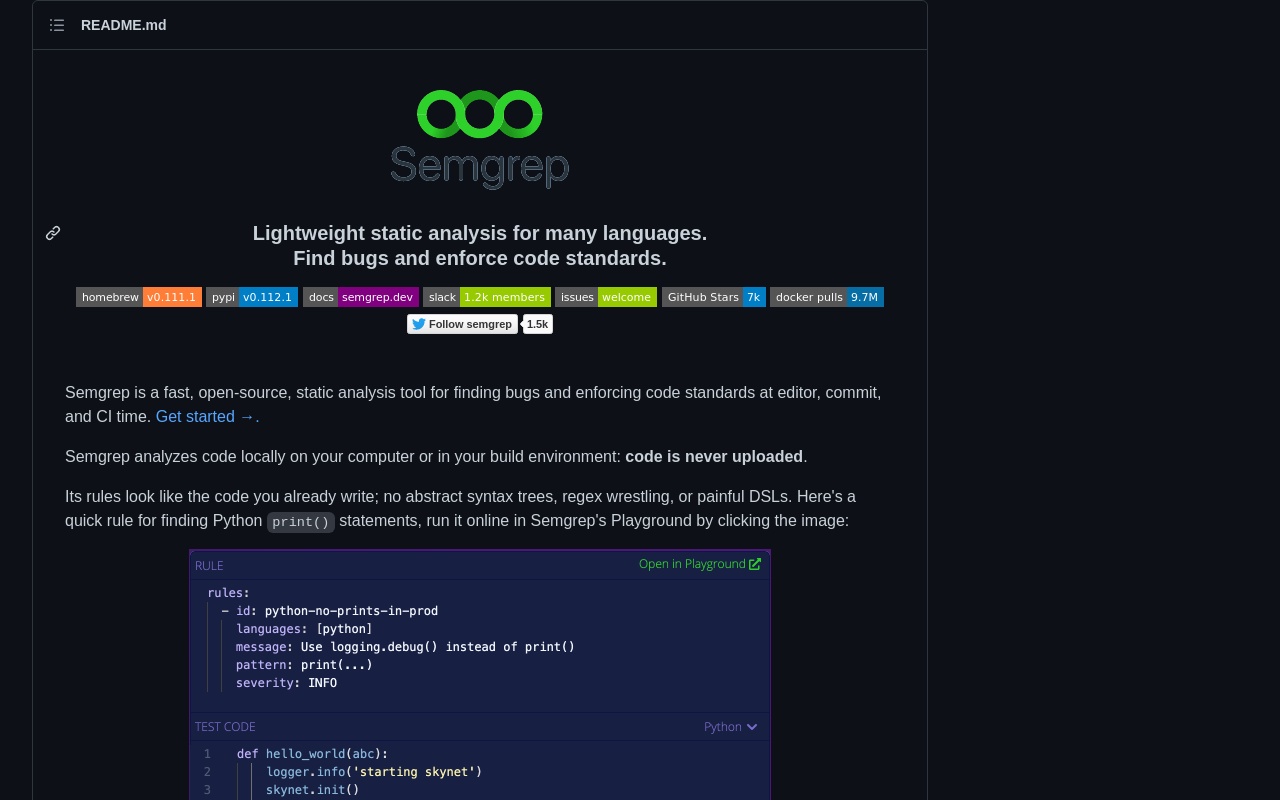 README.md
Semgrep
Lightweight static analysis for many languages.
Find bugs and enforce code standards.
homebrew v0.111.1 pypi v0.112.1 docs semgrep.dev slack 1.2k members issues welcome GitHub Stars 7k docker pulls 9.7M
Follow semgrep 1.5k
Semgrep is a fast, open-source, static analysis tool for finding bugs and enforcing code standards at editor, commit,
and CI time. Get started →.
Semgrep analyzes code locally on your computer or in your build environment: code is never uploaded.
Its rules look like the code you already write; no abstract syntax trees, regex wrestling, or painful DSLs. Here's a
quick rule for finding Python print() statements, run it online in Semgrep's Playground by clicking the image:
RULE Open in Playground
rules:
– id: python-no-prints-in-prod
languages: [python]
message: Use logging.debug() instead of print()
pattern: print(...)
severity: INFO
TEST CODE Python
1 def hello_world(abc):
2 logger.info('starting skynet')
3 skynet.init()